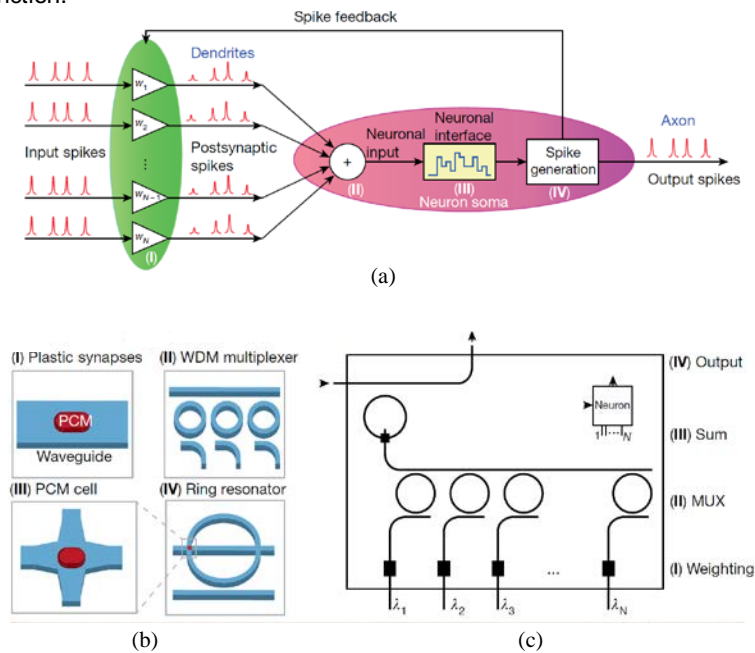 Spike feedback
Dendrites
w1
w2
Input spikes
Postsynaptic
spikes
⋮
wN−1
wN
(I)
+
(II)
Neuronal
input
Neuronal
interface
(III)
Neuron soma
Spike
generation
(IV)
Axon
Output spikes
(a)
(I) Plastic synapses
PCM
Waveguide
(II) WDM multiplexer
(III) PCM cell
(IV) Ring resonator
(b)
Neuron
1 N
(IV) Output
(III) Sum
(II) MUX
(I) Weighting
...
λ1 λ2 λ3 λN
(c)